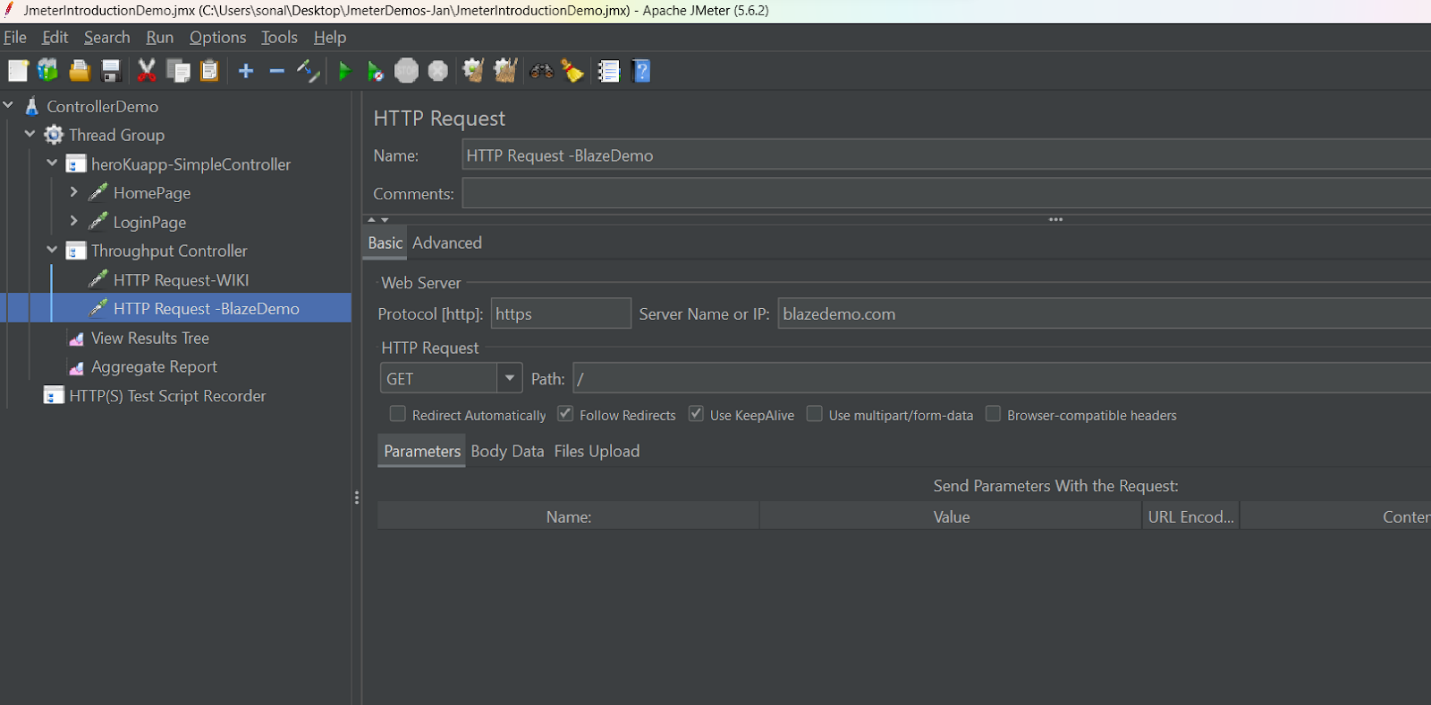 JmeterIntroductionDemo.jmx (C:\Users\sonal\Desktop\JmeterDemos-Jan\JmeterIntroductionDemo.jmx) - Apache JMeter (5.6.2)
File Edit Search Run Options Tools Help
ControllerDemo
Thread Group
heroKuapp-SimpleController
HomePage
LoginPage
Throughput Controller
HTTP Request-WIKI
HTTP Request -BlazeDemo
View Results Tree
Aggregate Report
HTTP(S) Test Script Recorder
HTTP Request
Name: HTTP Request -BlazeDemo
Comments:
Basic Advanced
Web Server
Protocol [http]: https Server Name or IP: blazedemo.com
HTTP Request
GET Path: /
Redirect Automatically Follow Redirects Use KeepAlive Use multipart/form-data Browser-compatible headers
Parameters Body Data Files Upload
Send Parameters With the Request:
Name: Value URL Encod... Conten